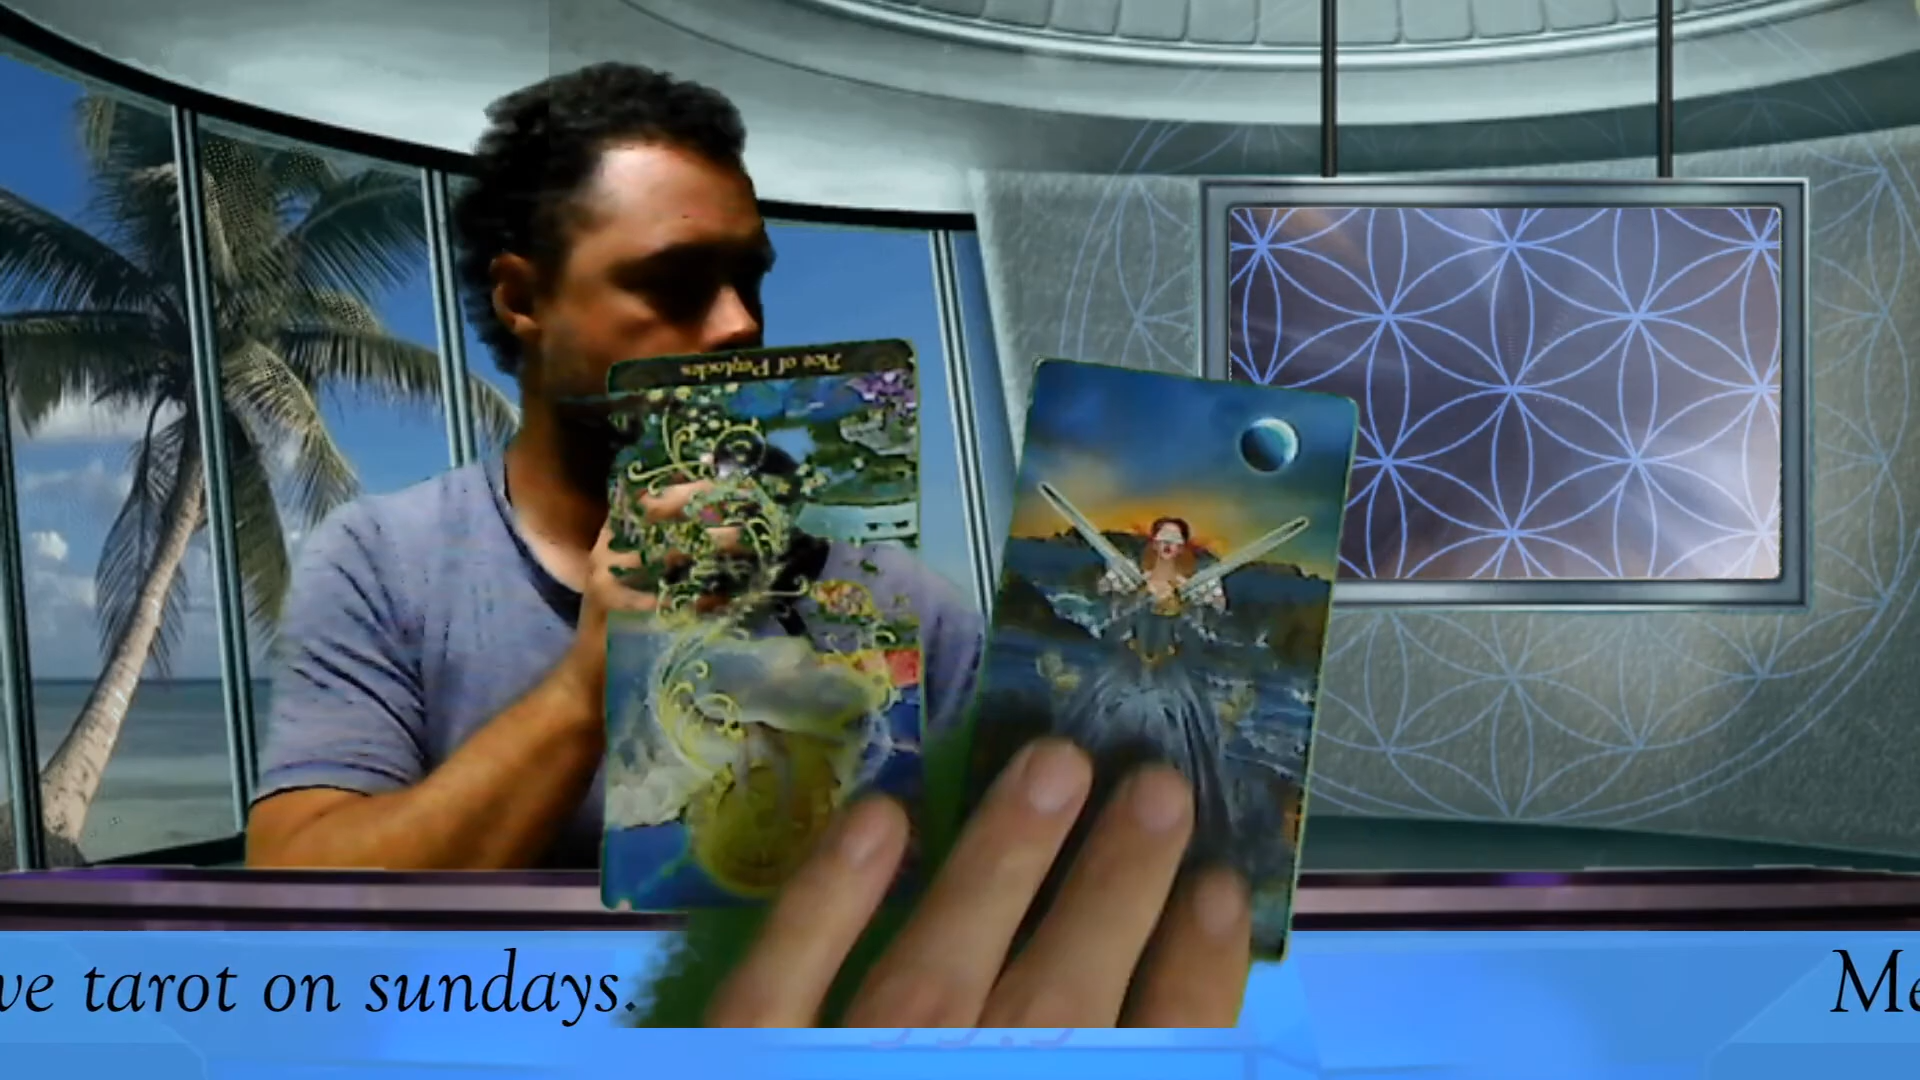 Ace of Pentacles
ve tarot on sundays.
Me